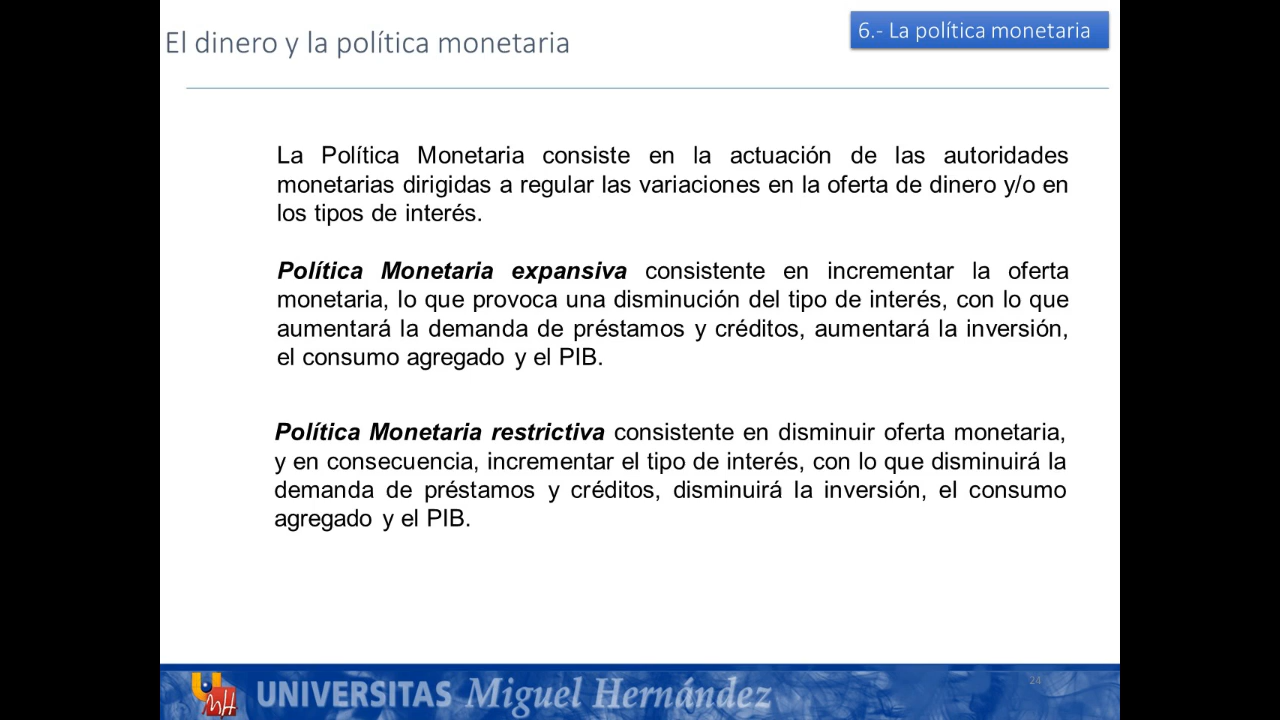 El dinero y la política monetaria
6.- La política monetaria
La Política Monetaria consiste en la actuación de las autoridades
monetarias dirigidas a regular las variaciones en la oferta de dinero y/o en
los tipos de interés.
Política Monetaria expansiva consistente en incrementar la oferta
monetaria, lo que provoca una disminución del tipo de interés, con lo que
aumentará la demanda de préstamos y créditos, aumentará la inversión,
el consumo agregado y el PIB.
Política Monetaria restrictiva consistente en disminuir oferta monetaria,
y en consecuencia, incrementar el tipo de interés, con lo que disminuirá la
demanda de préstamos y créditos, disminuirá la inversión, el consumo
agregado y el PIB.
24
UMH
UNIVERSITAS Miguel Hernández